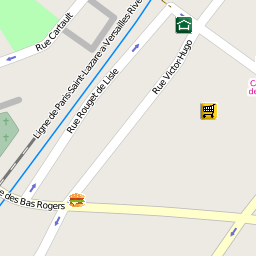 Rue Cartault
Ligne de Paris-Saint-Lazare à Versailles-Rive
Rue Rouget de Lisle
Rue Victor Hugo
C
de
e des Bas Rogers